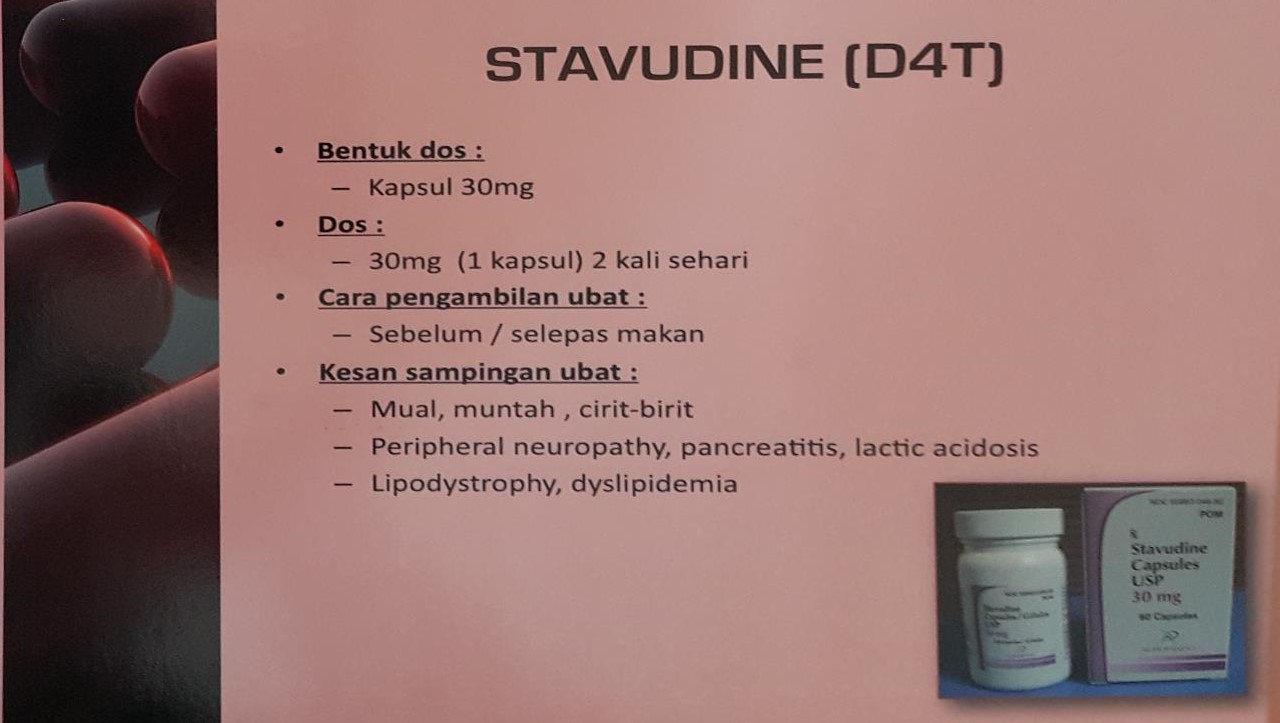 STAVUDINE (D4T)
• Bentuk dos :
– Kapsul 30mg
• Dos :
– 30mg (1 kapsul) 2 kali sehari
• Cara pengambilan ubat :
– Sebelum / selepas makan
• Kesan sampingan ubat :
– Mual, muntah , cirit-birit
– Peripheral neuropathy, pancreatitis, lactic acidosis
– Lipodystrophy, dyslipidemia
POM
Stavudine
Capsules
USP
30 mg
60 Capsules